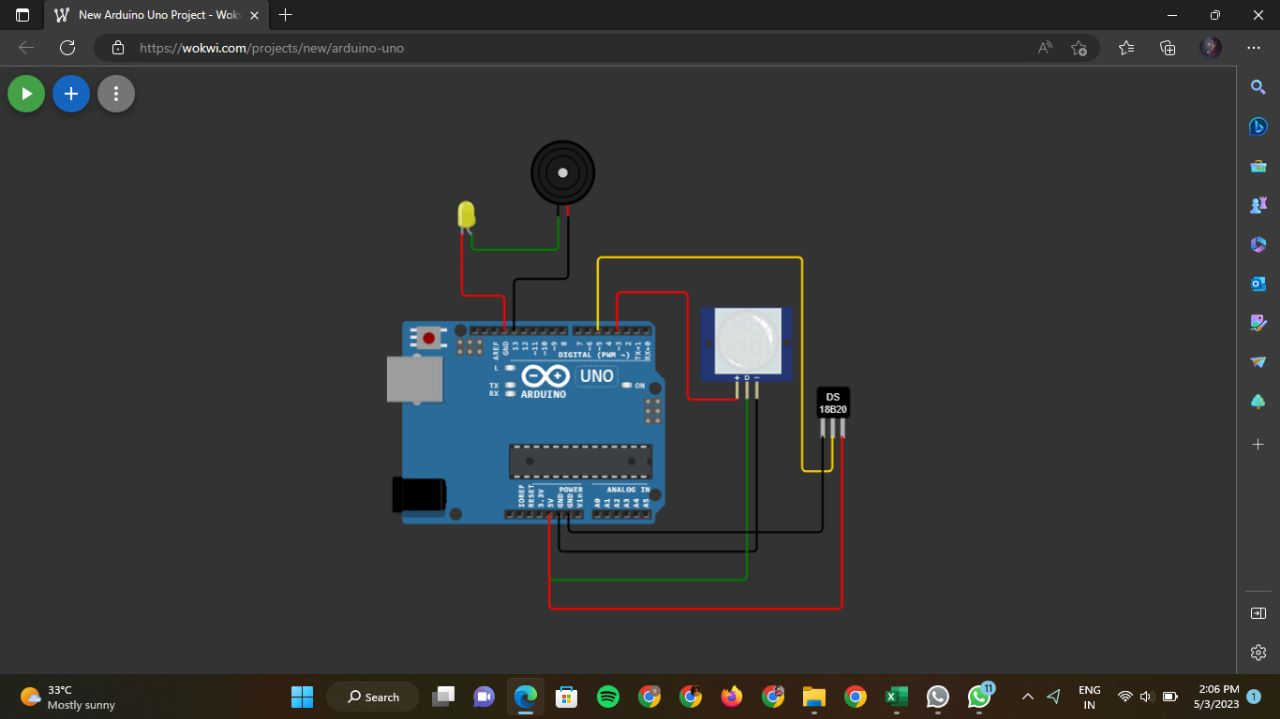 New Arduino Uno Project - Wok
https://wokwi.com/projects/new/arduino-uno
AREF
GND
13
12
~11
~10
~9
8
7
~6
~5
4
~3
2
TX→1
RX←0
DIGITAL (PWM ~)
L
TX
RX
UNO
ARDUINO
ON
+ D -
DS
18B20
POWER
ANALOG IN
IOREF
RESET
3.3V
5V
GND
GND
Vin
A0
A1
A2
A3
A4
A5
33°C
Mostly sunny
Search
11
ENG
IN
2:06 PM
5/3/2023
1